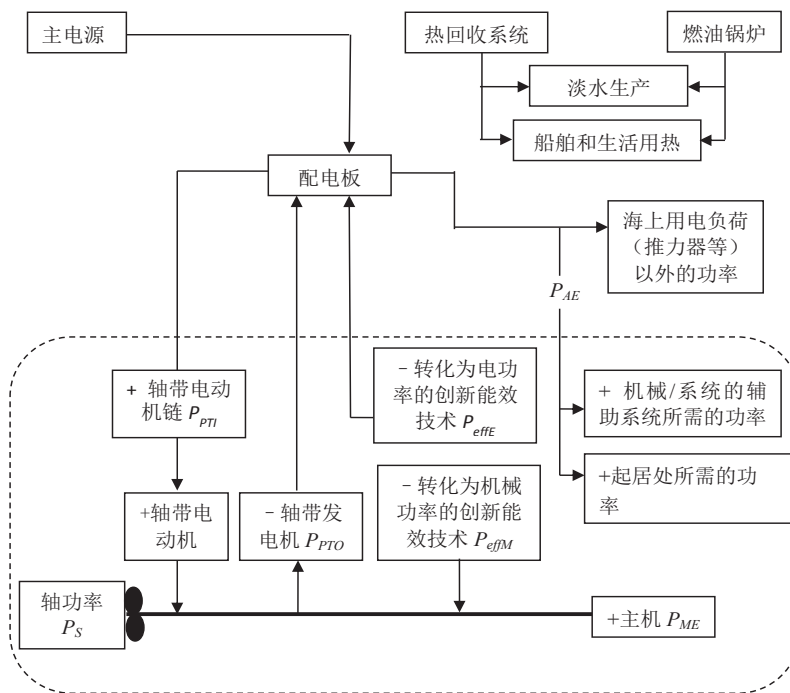 主电源
热回收系统
燃油锅炉
淡水生产
船舶和生活用热
配电板
海上用电负荷
（推力器等）
以外的功率
P_AE
+ 轴带电动
机链 P_PTI
-转化为电功
率的创新能效
技术 P_effE
+ 机械/系统的辅
助系统所需的功率
+起居处所需的功
率
+轴带电
动机
-轴带发
电机 P_PTO
-转化为机械
功率的创新能
效技术 P_effM
轴功率
P_S
+主机 P_ME